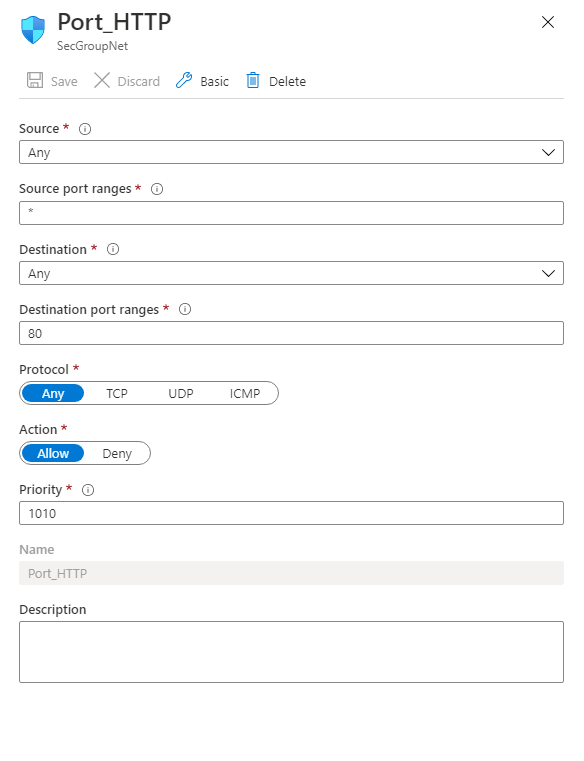 Port_HTTP
SecGroupNet
Save Discard Basic Delete
Source *
Any
Source port ranges *
*
Destination *
Any
Destination port ranges *
80
Protocol *
Any TCP UDP ICMP
Action *
Allow Deny
Priority *
1010
Name
Port_HTTP
Description